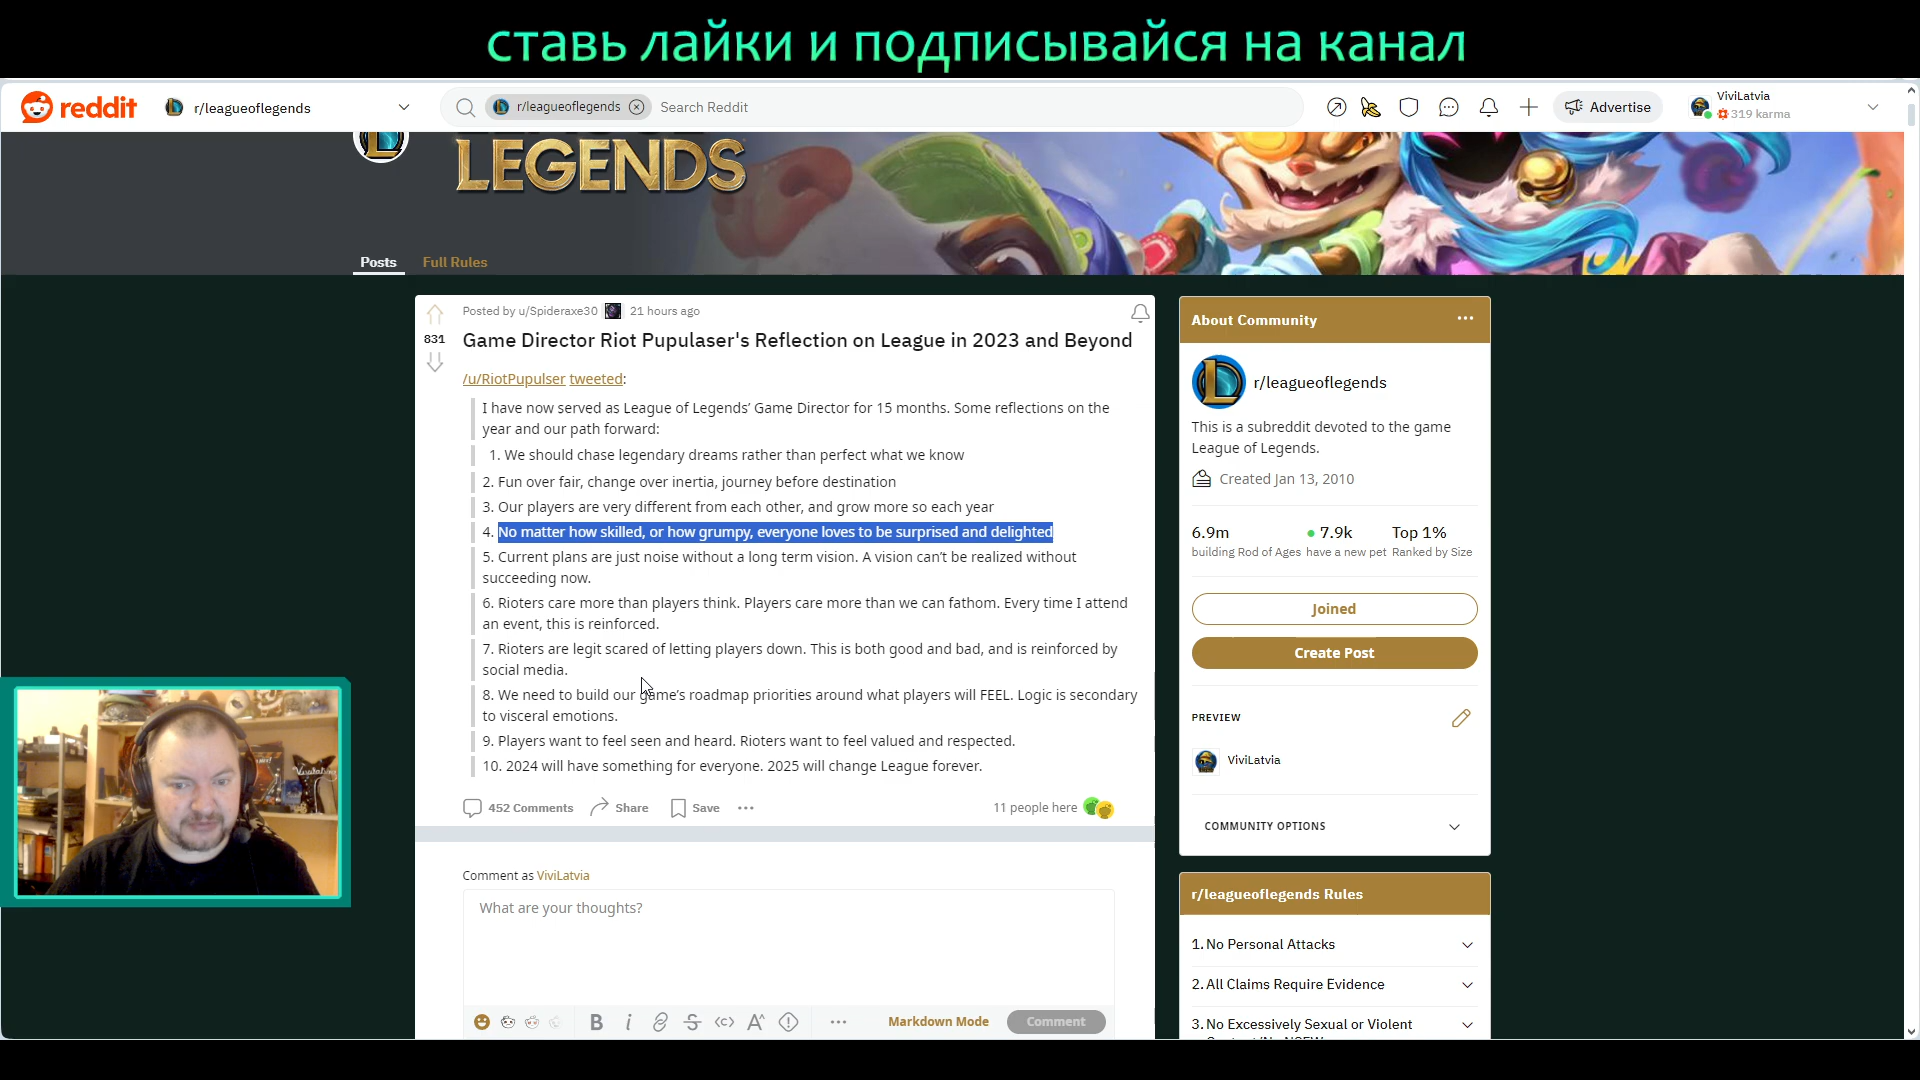 ставь лайки и подписывайся на канал
reddit
r/leagueoflegends
r/leagueoflegends
Search Reddit
Advertise
ViviLatvia
319 karma
LEGENDS
Posts
Full Rules
Posted by u/Spideraxe30
21 hours ago
831
Game Director Riot Pupulaser's Reflection on League in 2023 and Beyond
/u/RiotPupulser tweeted:
I have now served as League of Legends’ Game Director for 15 months. Some reflections on the
year and our path forward:
1. We should chase legendary dreams rather than perfect what we know
2. Fun over fair, change over inertia, journey before destination
3. Our players are very different from each other, and grow more so each year
4. No matter how skilled, or how grumpy, everyone loves to be surprised and delighted
5. Current plans are just noise without a long term vision. A vision can’t be realized without
succeeding now.
6. Rioters care more than players think. Players care more than we can fathom. Every time I attend
an event, this is reinforced.
7. Rioters are legit scared of letting players down. This is both good and bad, and is reinforced by
social media.
8. We need to build our game’s roadmap priorities around what players will FEEL. Logic is secondary
to visceral emotions.
9. Players want to feel seen and heard. Rioters want to feel valued and respected.
10. 2024 will have something for everyone. 2025 will change League forever.
452 Comments
Share
Save
11 people here
Comment as ViviLatvia
What are your thoughts?
Markdown Mode
Comment
About Community
r/leagueoflegends
This is a subreddit devoted to the game
League of Legends.
Created Jan 13, 2010
6.9m
7.9k
Top 1%
building Rod of Ages
have a new pet
Ranked by Size
Joined
Create Post
PREVIEW
ViviLatvia
COMMUNITY OPTIONS
r/leagueoflegends Rules
1. No Personal Attacks
2. All Claims Require Evidence
3. No Excessively Sexual or Violent